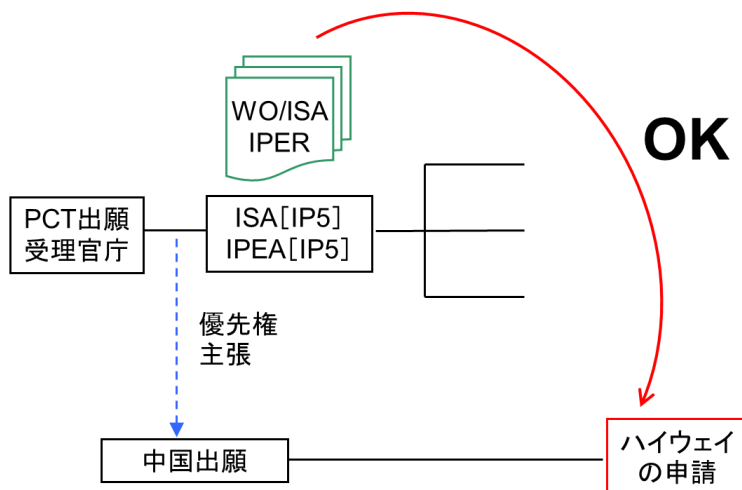 WO/ISA
IPER
OK
PCT出願
受理官庁
ISA[IP5]
IPEA[IP5]
優先権
主張
中国出願
ハイウェイ
の申請